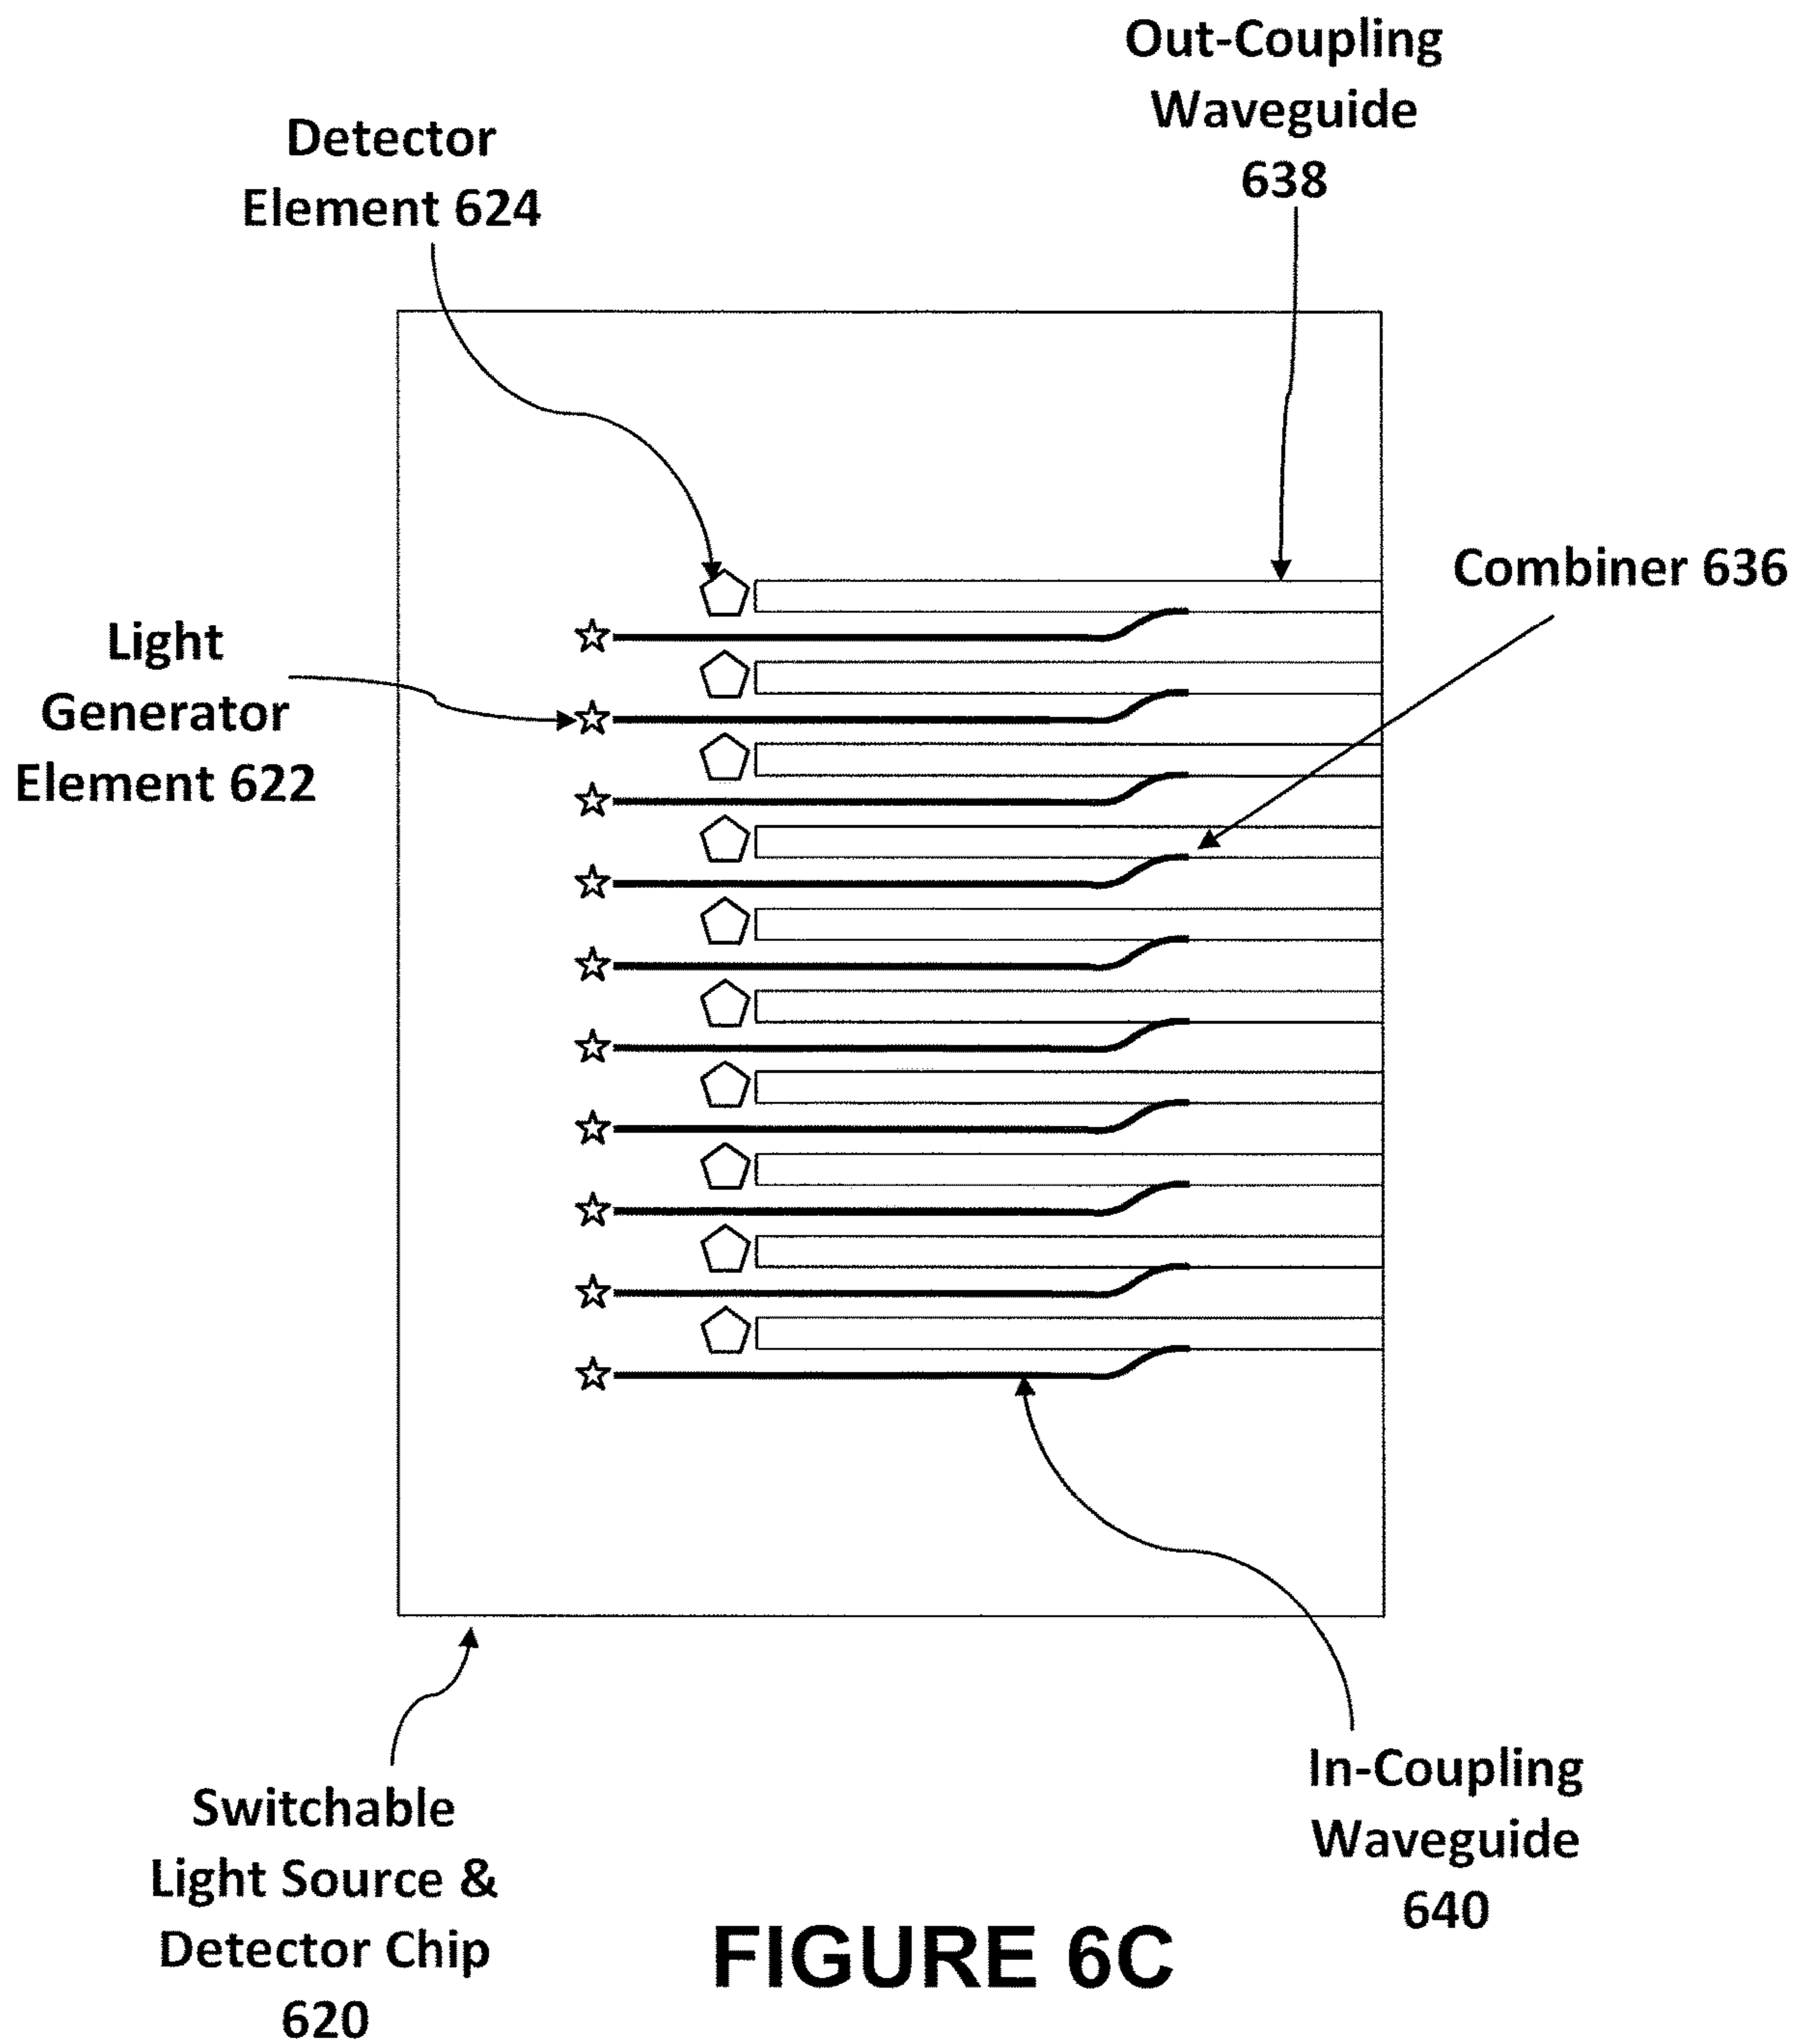 Out-Coupling
Waveguide
638
Detector
Element 624
Combiner 636
Light
Generator
Element 622
In-Coupling
Waveguide
640
Switchable
Light Source &
Detector Chip
620
FIGURE 6C